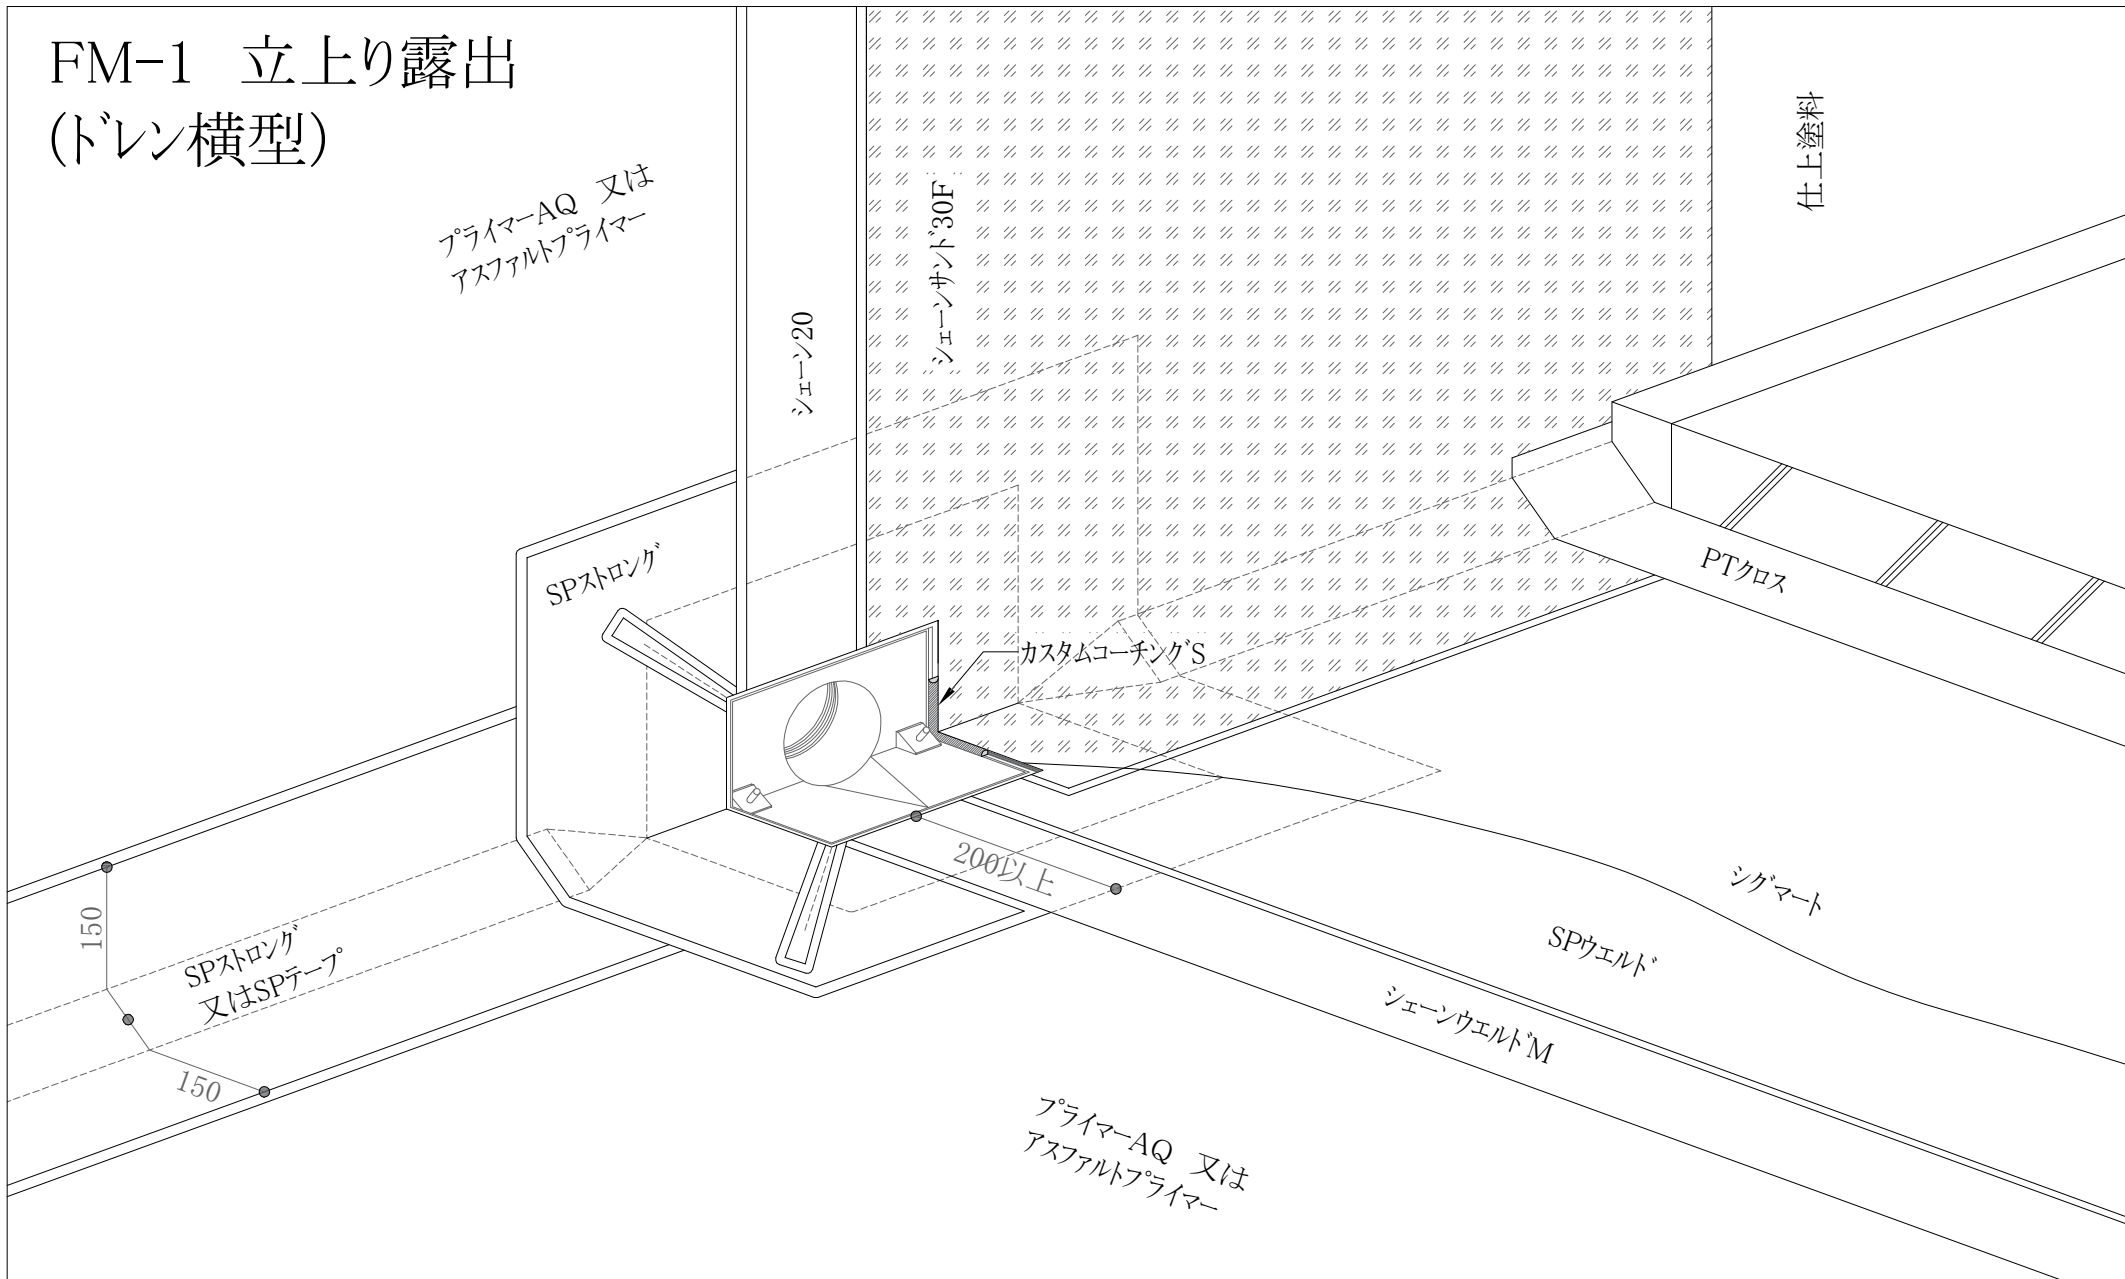 FM-1 立上り露出
(ドレン横型)
プライマーAQ 又は
アスファルトプライマー
シェーン20
シェーンサンド30F
仕上塗料
SPストロング
カスタムコーチングS
PTクロス
200以上
150
SPストロング
又はSPテープ
150
シグマート
SPウエルド
シェーンウエルドM
プライマーAQ 又は
アスファルトプライマー